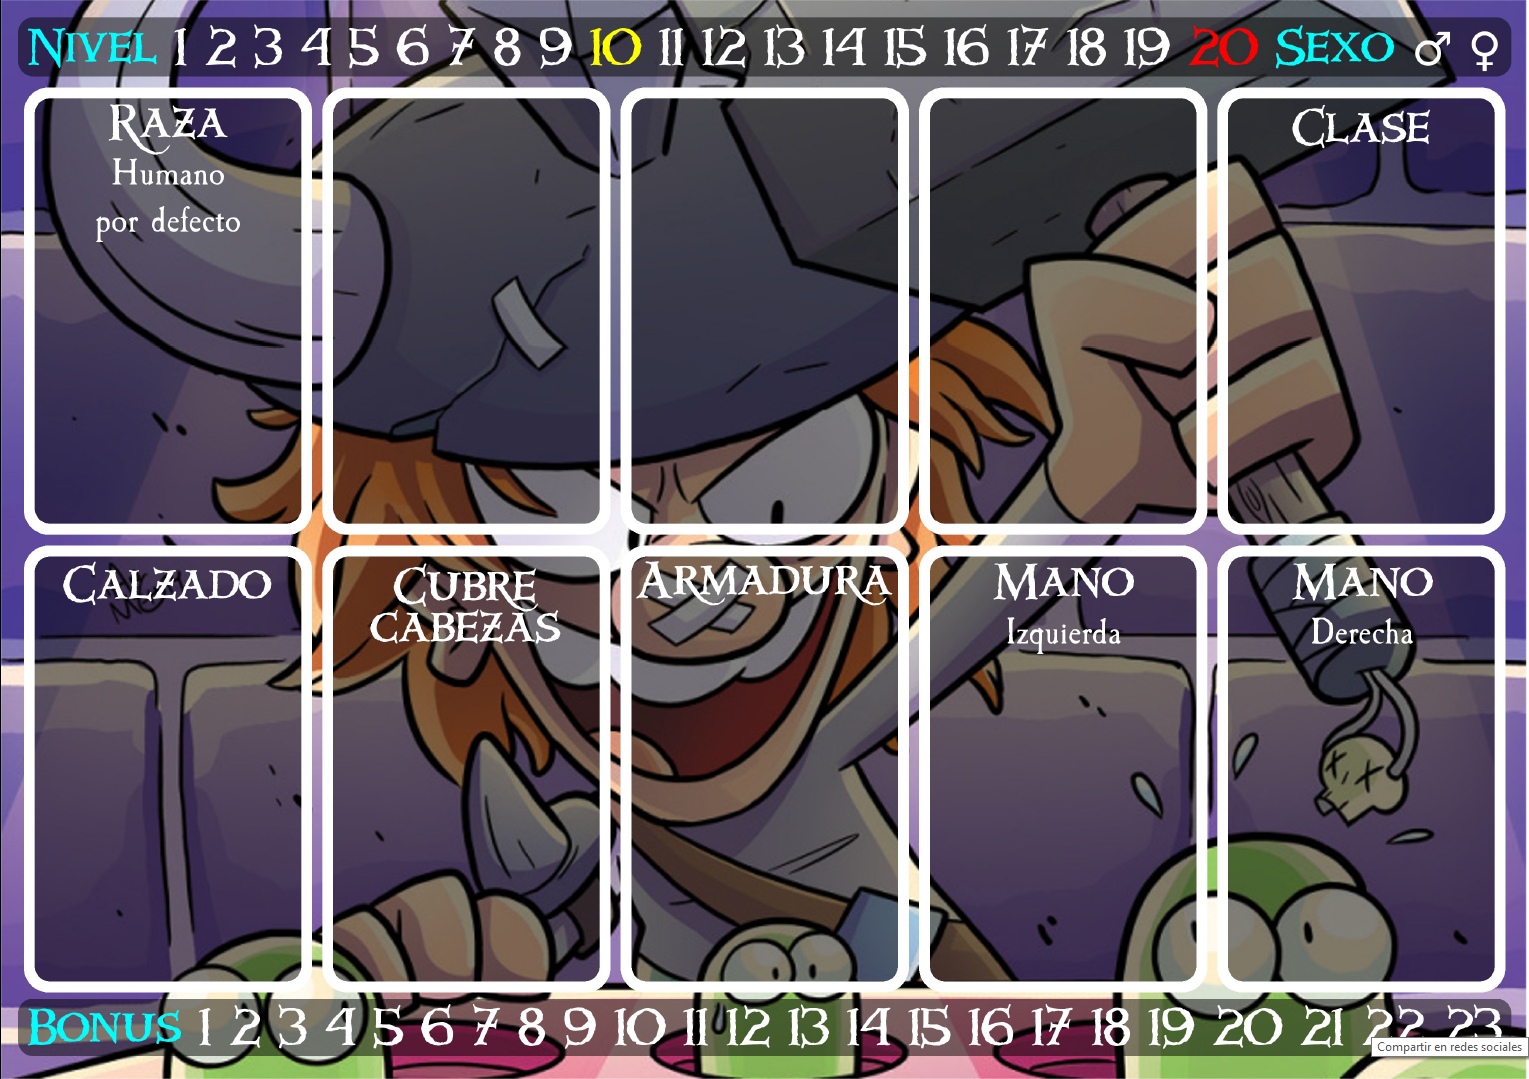 NIVEL 1 2 3 4 5 6 7 8 9 10 11 12 13 14 15 16 17 18 19 20 SEXO ♂ ♀
RAZA
Humano
por defecto
CLASE
CALZADO
CUBRE
CABEZAS
ARMADURA
MANO
Izquierda
MANO
Derecha
BONUS 1 2 3 4 5 6 7 8 9 10 11 12 13 14 15 16 17 18 19 20 21 22 23
Compartir en redes sociales